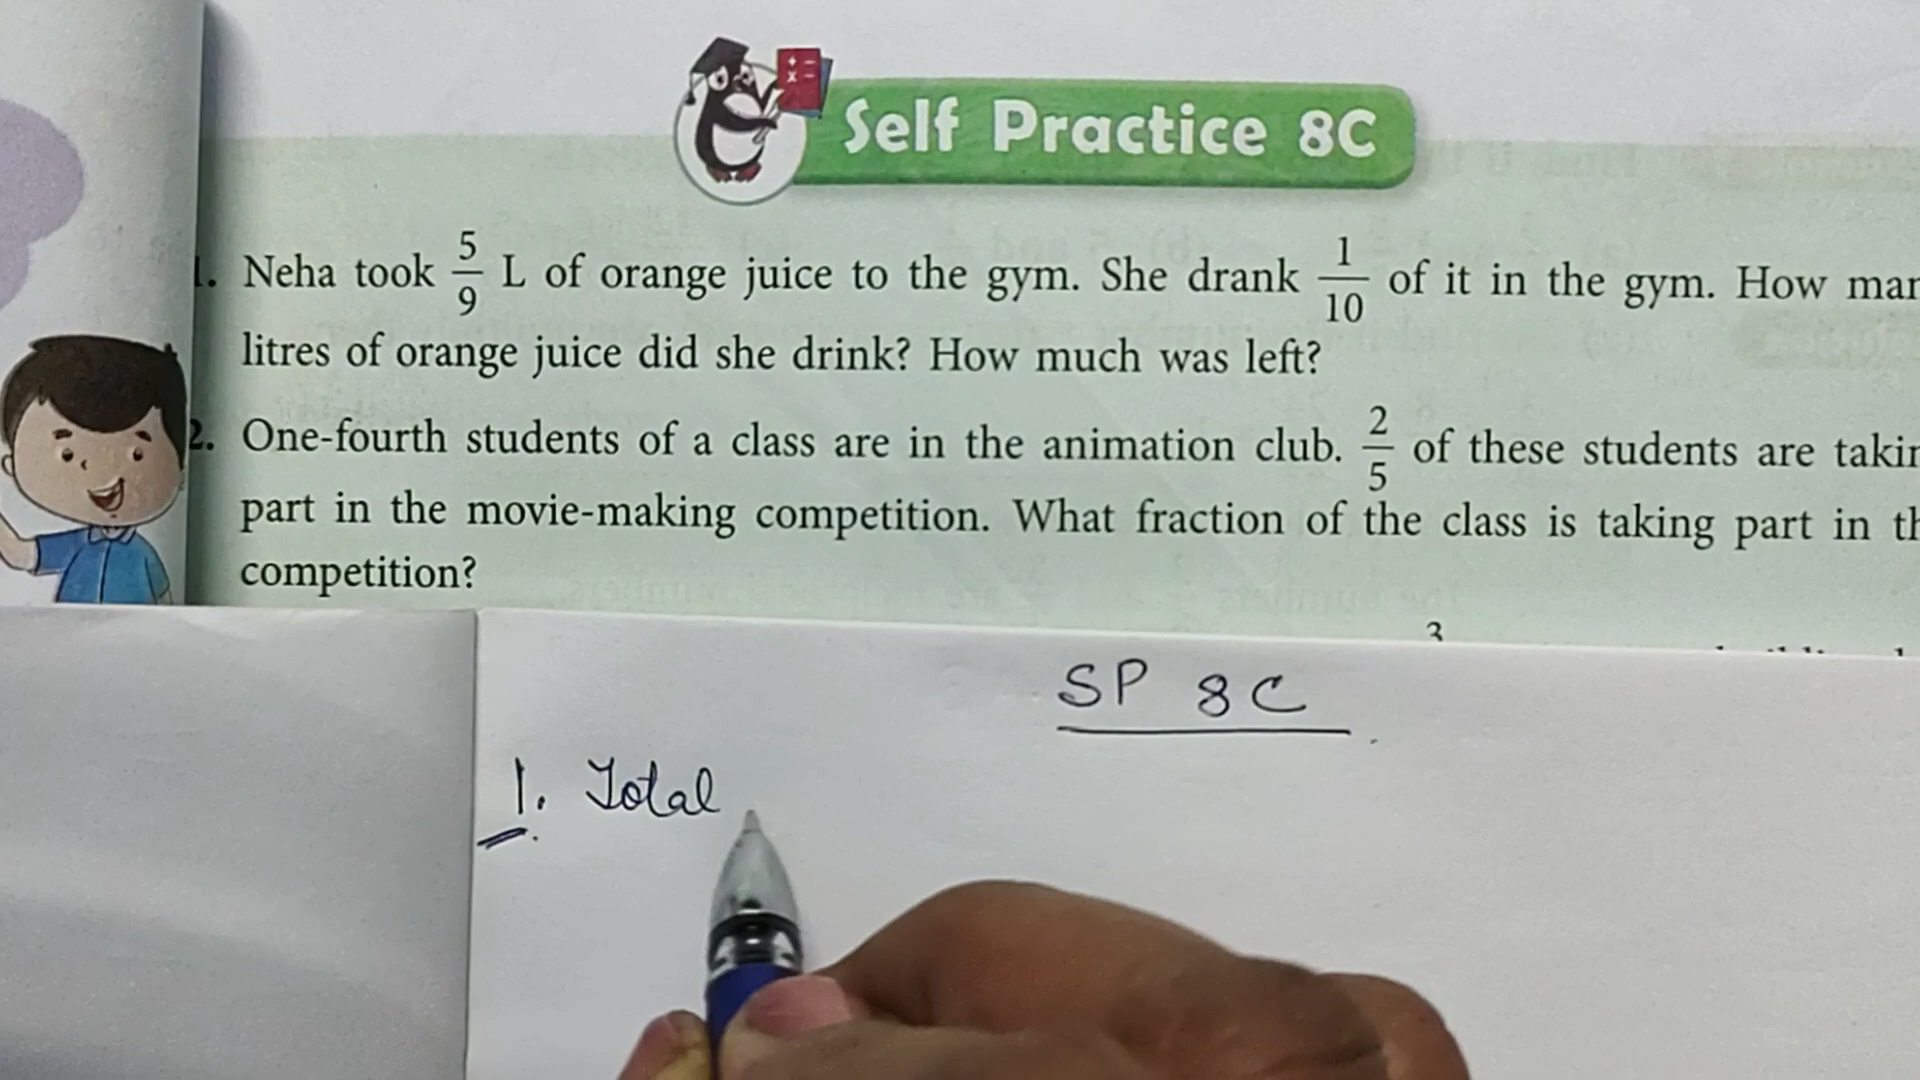 Self Practice 8C
1. Neha took 5/9 L of orange juice to the gym. She drank 1/10 of it in the gym. How
litres of orange juice did she drink? How much was left?
2. One-fourth students of a class are in the animation club. 2/5 of these students are
part in the movie-making competition. What fraction of the class is taking part in
competition?
3
SP 8C
1. Total